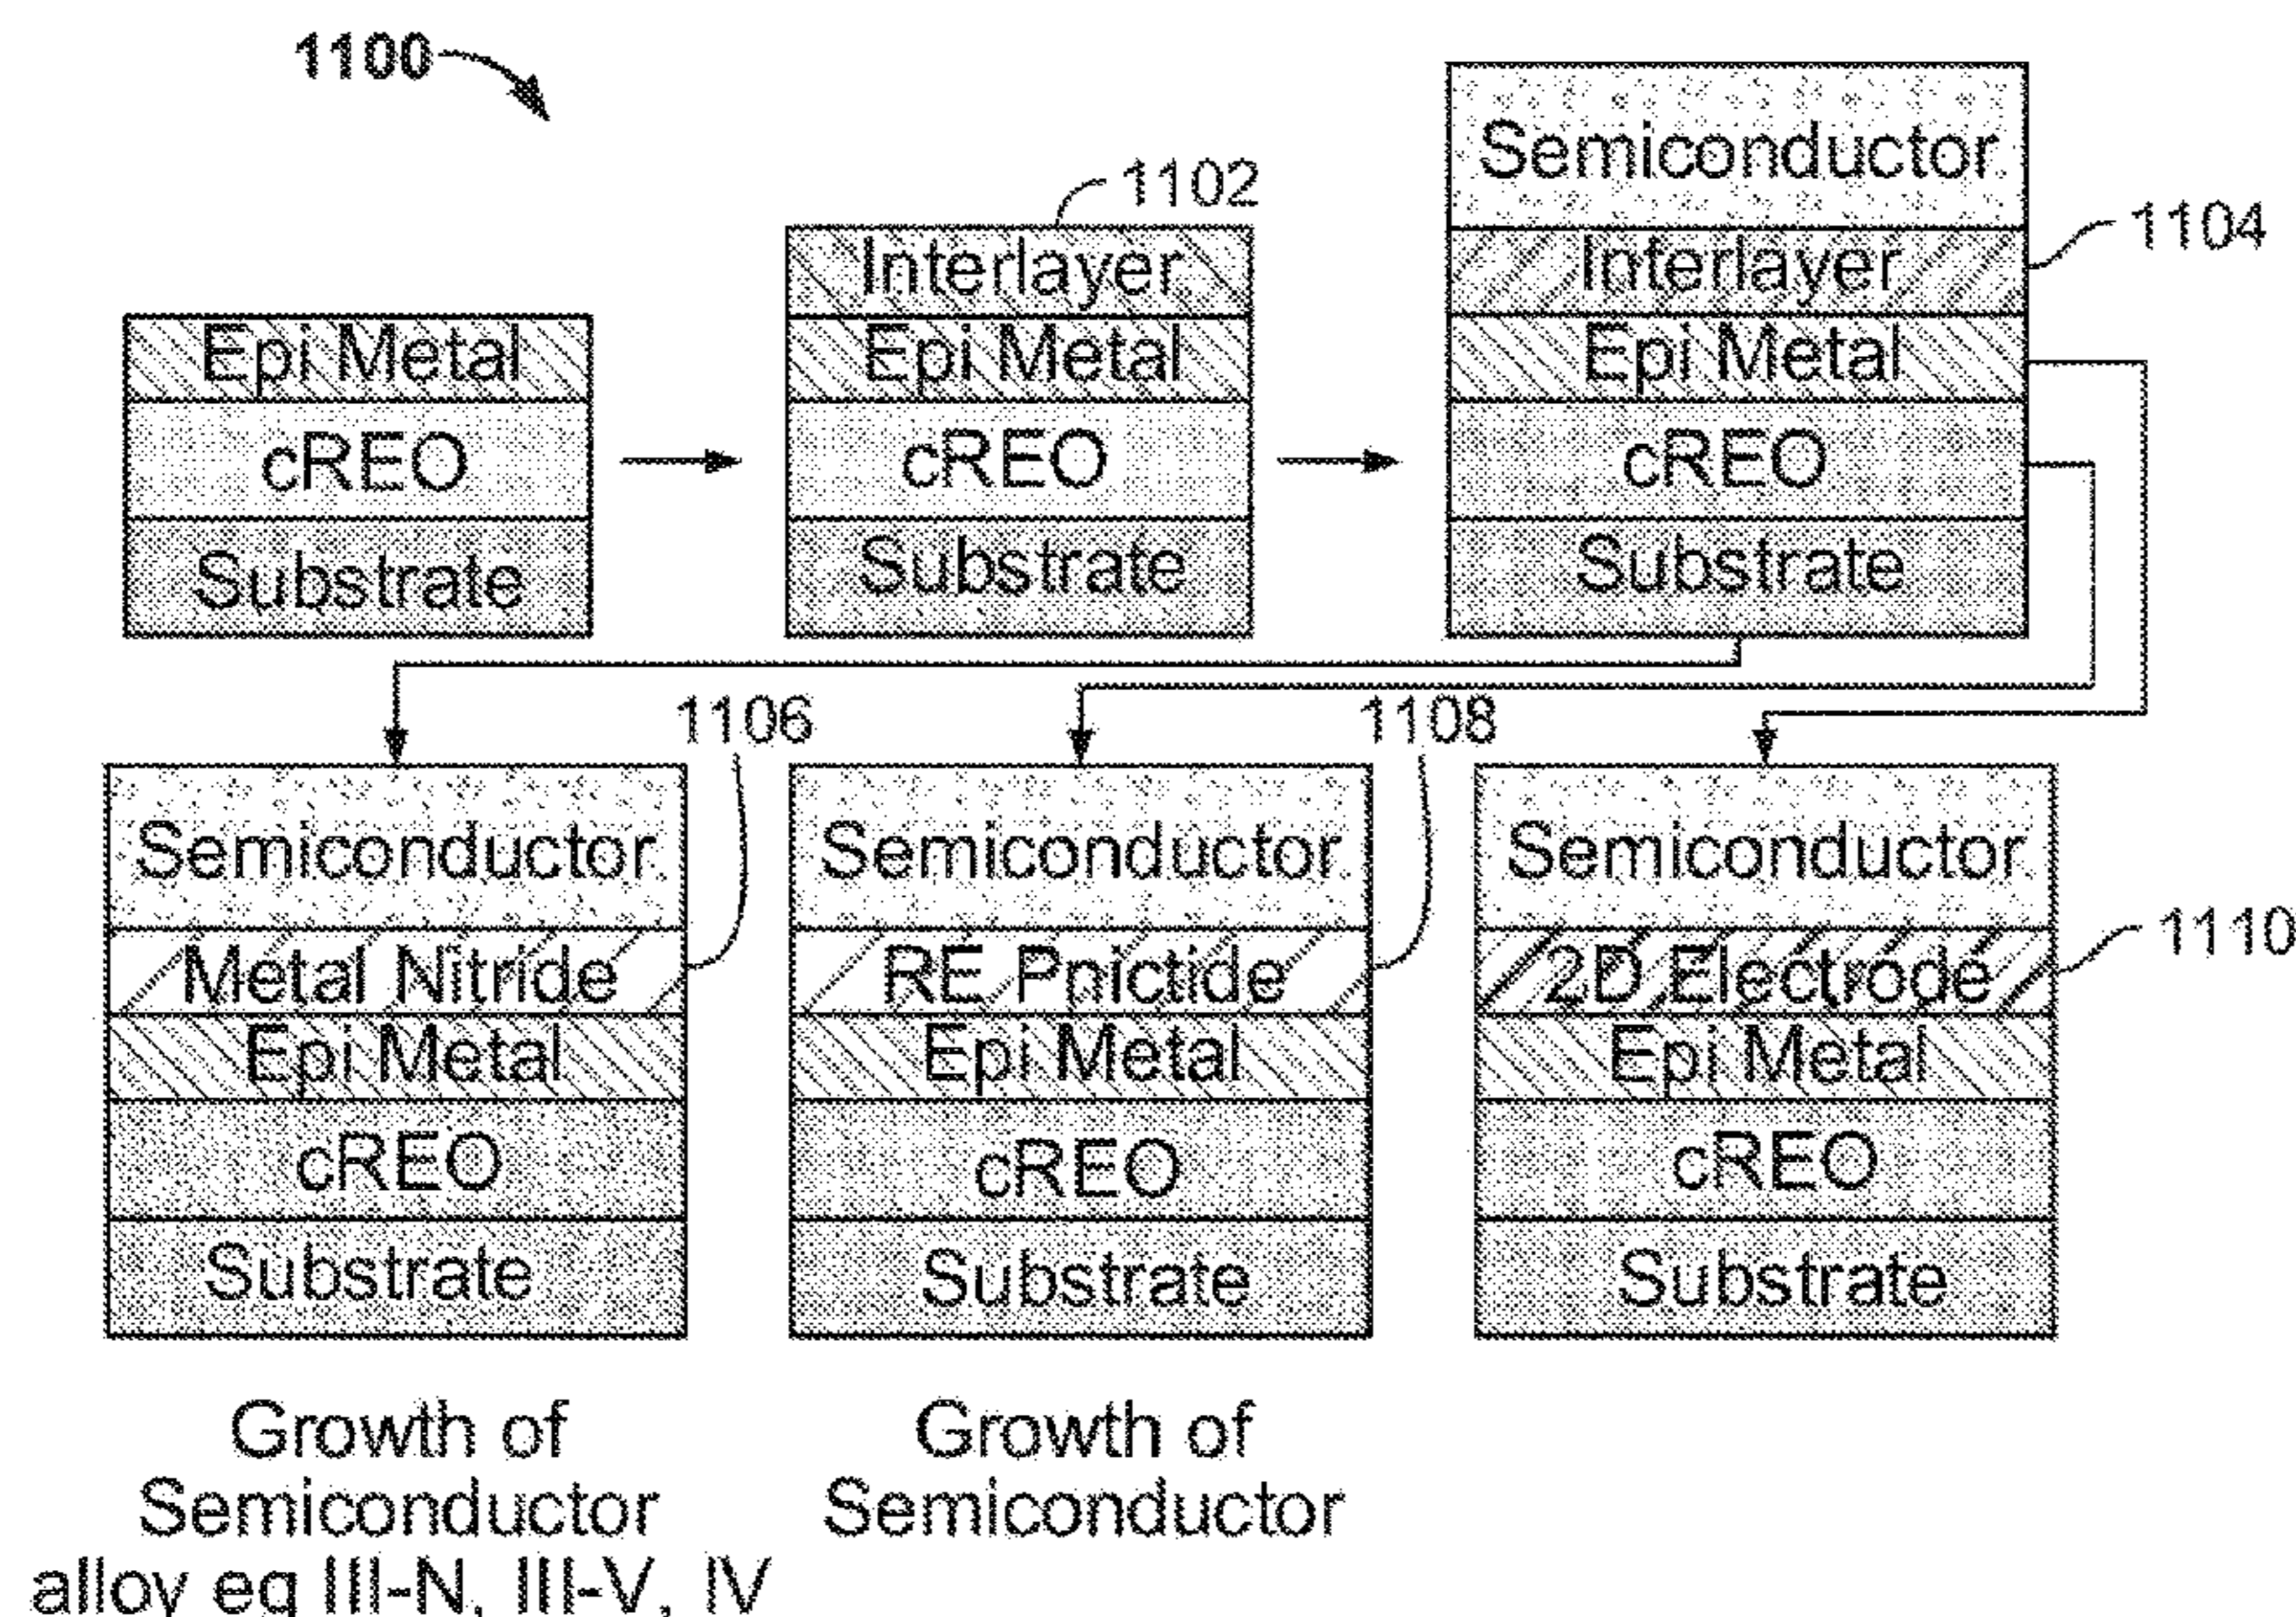 1100
Epi Metal
cREO
Substrate
1102
Interlayer
Epi Metal
cREO
Substrate
Semiconductor
Interlayer
1104
Epi Metal
cREO
Substrate
1106
Semiconductor
Metal Nitride
Epi Metal
cREO
Substrate
1108
Semiconductor
RE Pnictide
Epi Metal
cREO
Substrate
Semiconductor
2D Electrode
1110
Epi Metal
cREO
Substrate
Growth of
Semiconductor
alloy eg III-N, III-V, IV
Growth of
Semiconductor